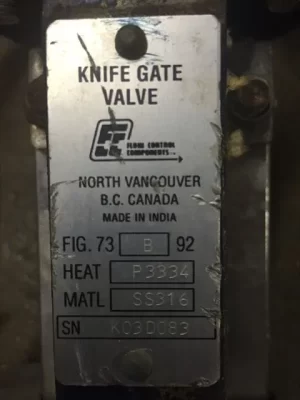 KNIFE GATE
VALVE
FLOW CONTROL
COMPONENTS
NORTH VANCOUVER
B.C. CANADA
MADE IN INDIA
FIG. 73 B 92
HEAT P3334
MATL SS316
SN K03D083